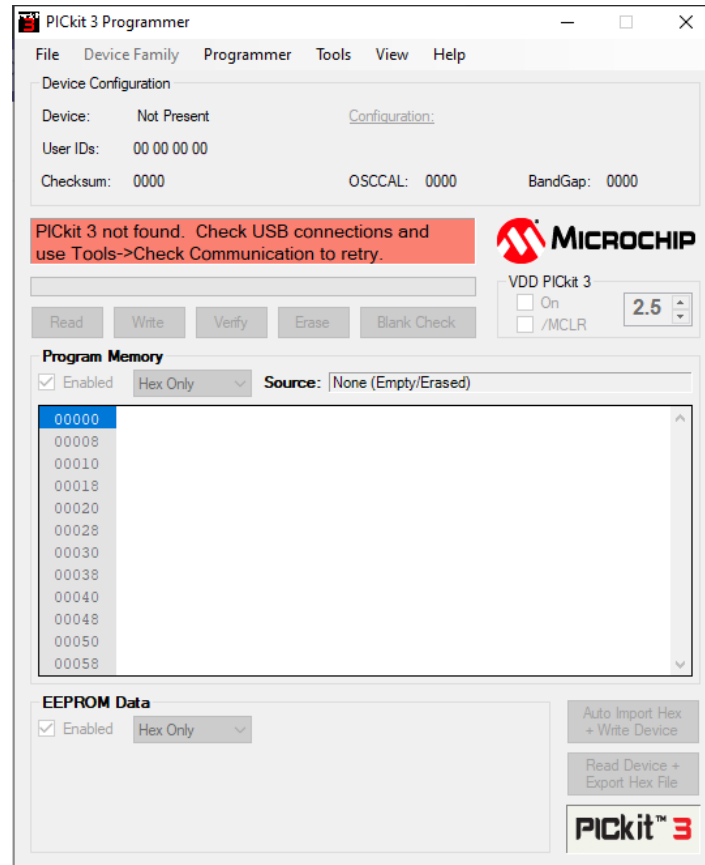 PICkit 3 Programmer
File Device Family Programmer Tools View Help
Device Configuration
Device: Not Present Configuration:
User IDs: 00 00 00 00
Checksum: 0000 OSCCAL: 0000 BandGap: 0000
PICkit 3 not found. Check USB connections and
use Tools->Check Communication to retry.
MICROCHIP
VDD PICkit 3
On
/MCLR
2.5
Read Write Verify Erase Blank Check
Program Memory
Enabled Hex Only Source: None (Empty/Erased)
00000
00008
00010
00018
00020
00028
00030
00038
00040
00048
00050
00058
EEPROM Data
Enabled Hex Only
Auto Import Hex
+ Write Device
Read Device +
Export Hex File
PICkit™ 3